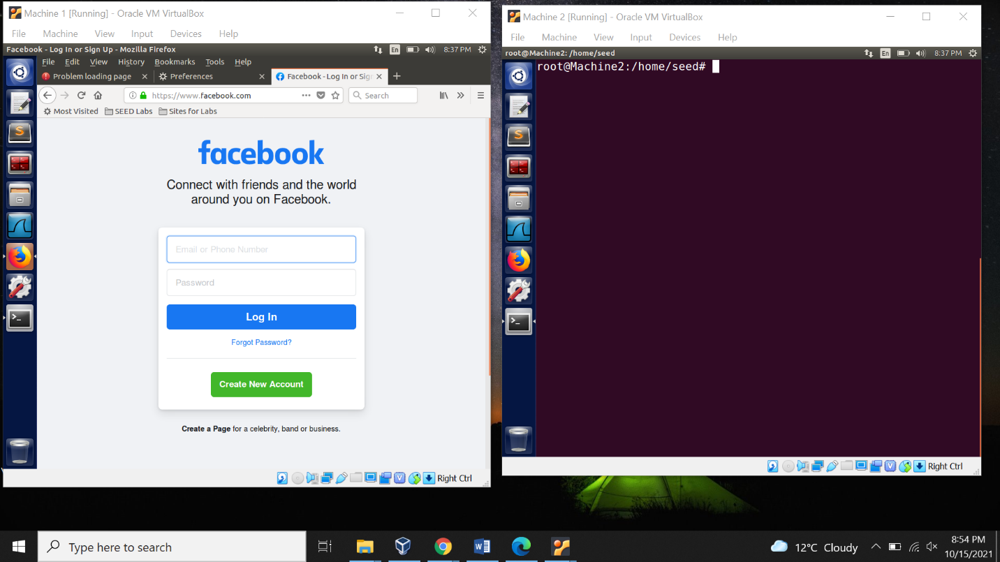 Machine 1 [Running] - Oracle VM VirtualBox
File Machine View Input Devices Help
Facebook - Log In or Sign Up - Mozilla Firefox En 8:37 PM
File Edit View History Bookmarks Tools Help
Problem loading page Preferences Facebook - Log In or Sig
https://www.facebook.com Search
Most Visited SEED Labs Sites for Labs
facebook
Connect with friends and the world
around you on Facebook.
Email or Phone Number
Password
Log In
Forgot Password?
Create New Account
Create a Page for a celebrity, band or business.
Right Ctrl
Machine 2 [Running] - Oracle VM VirtualBox
File Machine View Input Devices Help
root@Machine2: /home/seed En 8:37 PM
root@Machine2:/home/seed#
Right Ctrl
Type here to search
12°C Cloudy
8:54 PM
10/15/2021